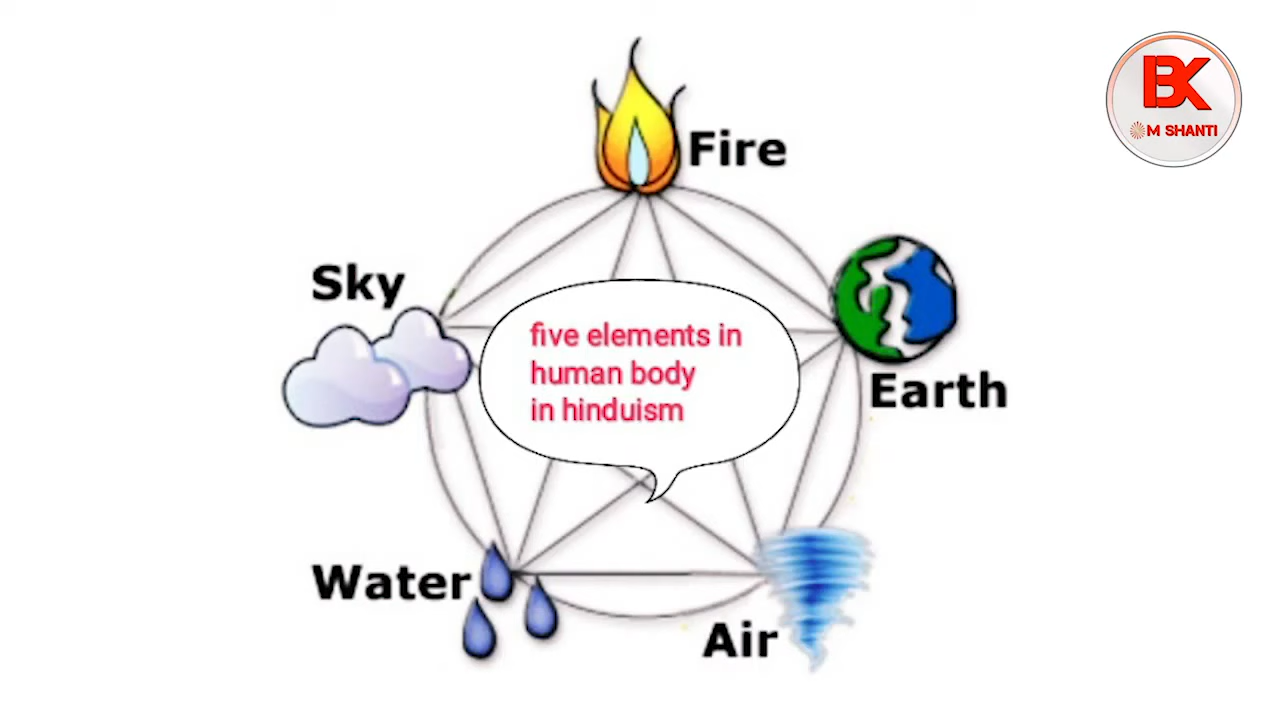 BK
M SHANTI
Fire
Sky
five elements in
human body
in hinduism
Earth
Water
Air